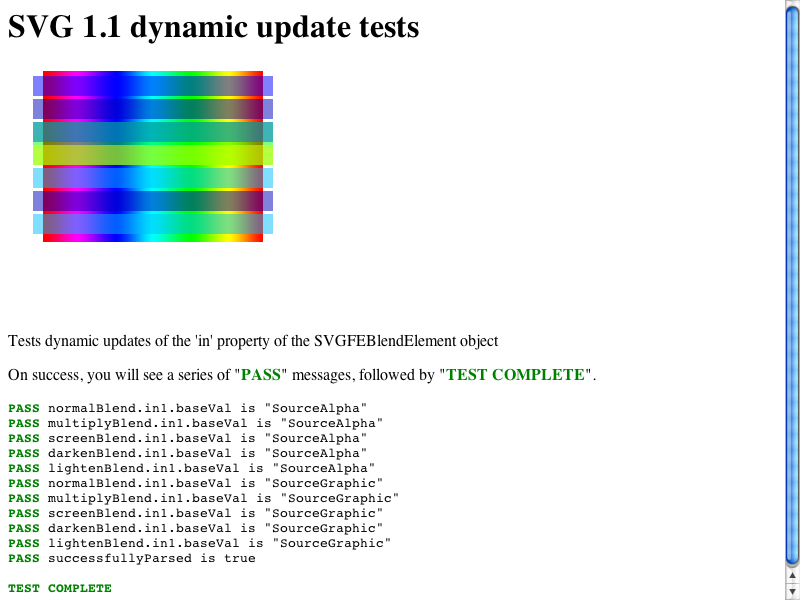 SVG 1.1 dynamic update tests
Tests dynamic updates of the 'in' property of the SVGFEBlendElement object
On success, you will see a series of "PASS" messages, followed by "TEST COMPLETE".
PASS normalBlend.in1.baseVal is "SourceAlpha"
PASS multiplyBlend.in1.baseVal is "SourceAlpha"
PASS screenBlend.in1.baseVal is "SourceAlpha"
PASS darkenBlend.in1.baseVal is "SourceAlpha"
PASS lightenBlend.in1.baseVal is "SourceAlpha"
PASS normalBlend.in1.baseVal is "SourceGraphic"
PASS multiplyBlend.in1.baseVal is "SourceGraphic"
PASS screenBlend.in1.baseVal is "SourceGraphic"
PASS darkenBlend.in1.baseVal is "SourceGraphic"
PASS lightenBlend.in1.baseVal is "SourceGraphic"
PASS successfullyParsed is true
TEST COMPLETE